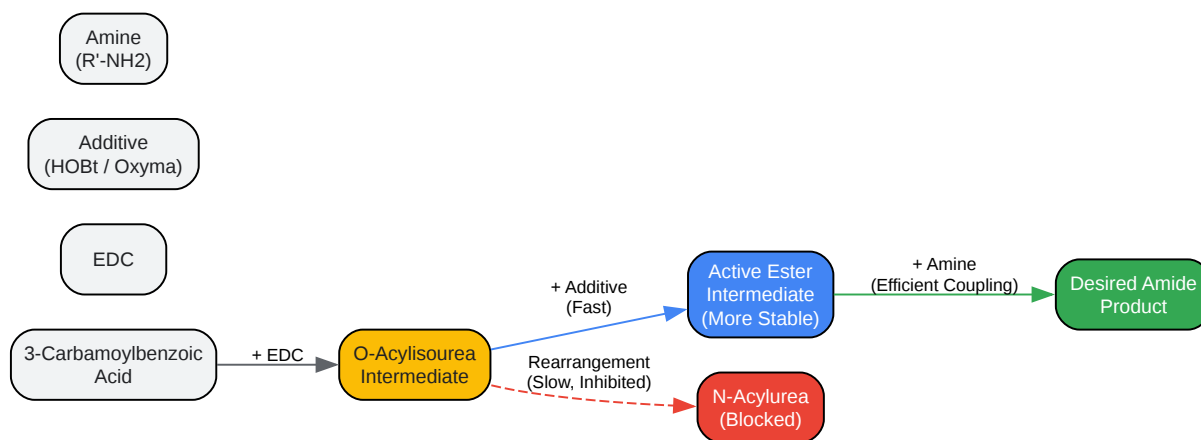 Amine
(R'-NH2)
Additive
(HOBt / Oxyma)
EDC
3-Carbamoylbenzoic
Acid
+ EDC
O-Acylisourea
Intermediate
+ Additive
(Fast)
Rearrangement
(Slow, Inhibited)
Active Ester
Intermediate
(More Stable)
N-Acylurea
(Blocked)
+ Amine
(Efficient Coupling)
Desired Amide
Product